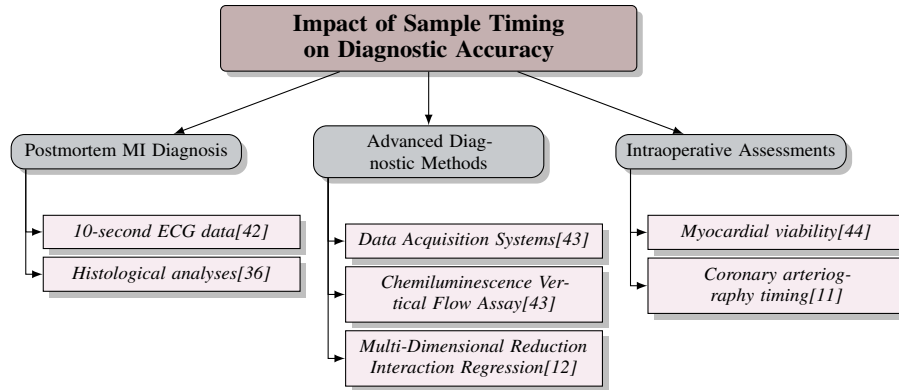 Impact of Sample Timing
on Diagnostic Accuracy
Postmortem MI Diagnosis
10-second ECG data[42]
Histological analyses[36]
Advanced Diag-
nostic Methods
Data Acquisition Systems[43]
Chemiluminescence Ver-
tical Flow Assay[43]
Multi-Dimensional Reduction
Interaction Regression[12]
Intraoperative Assessments
Myocardial viability[44]
Coronary arteriog-
raphy timing[11]